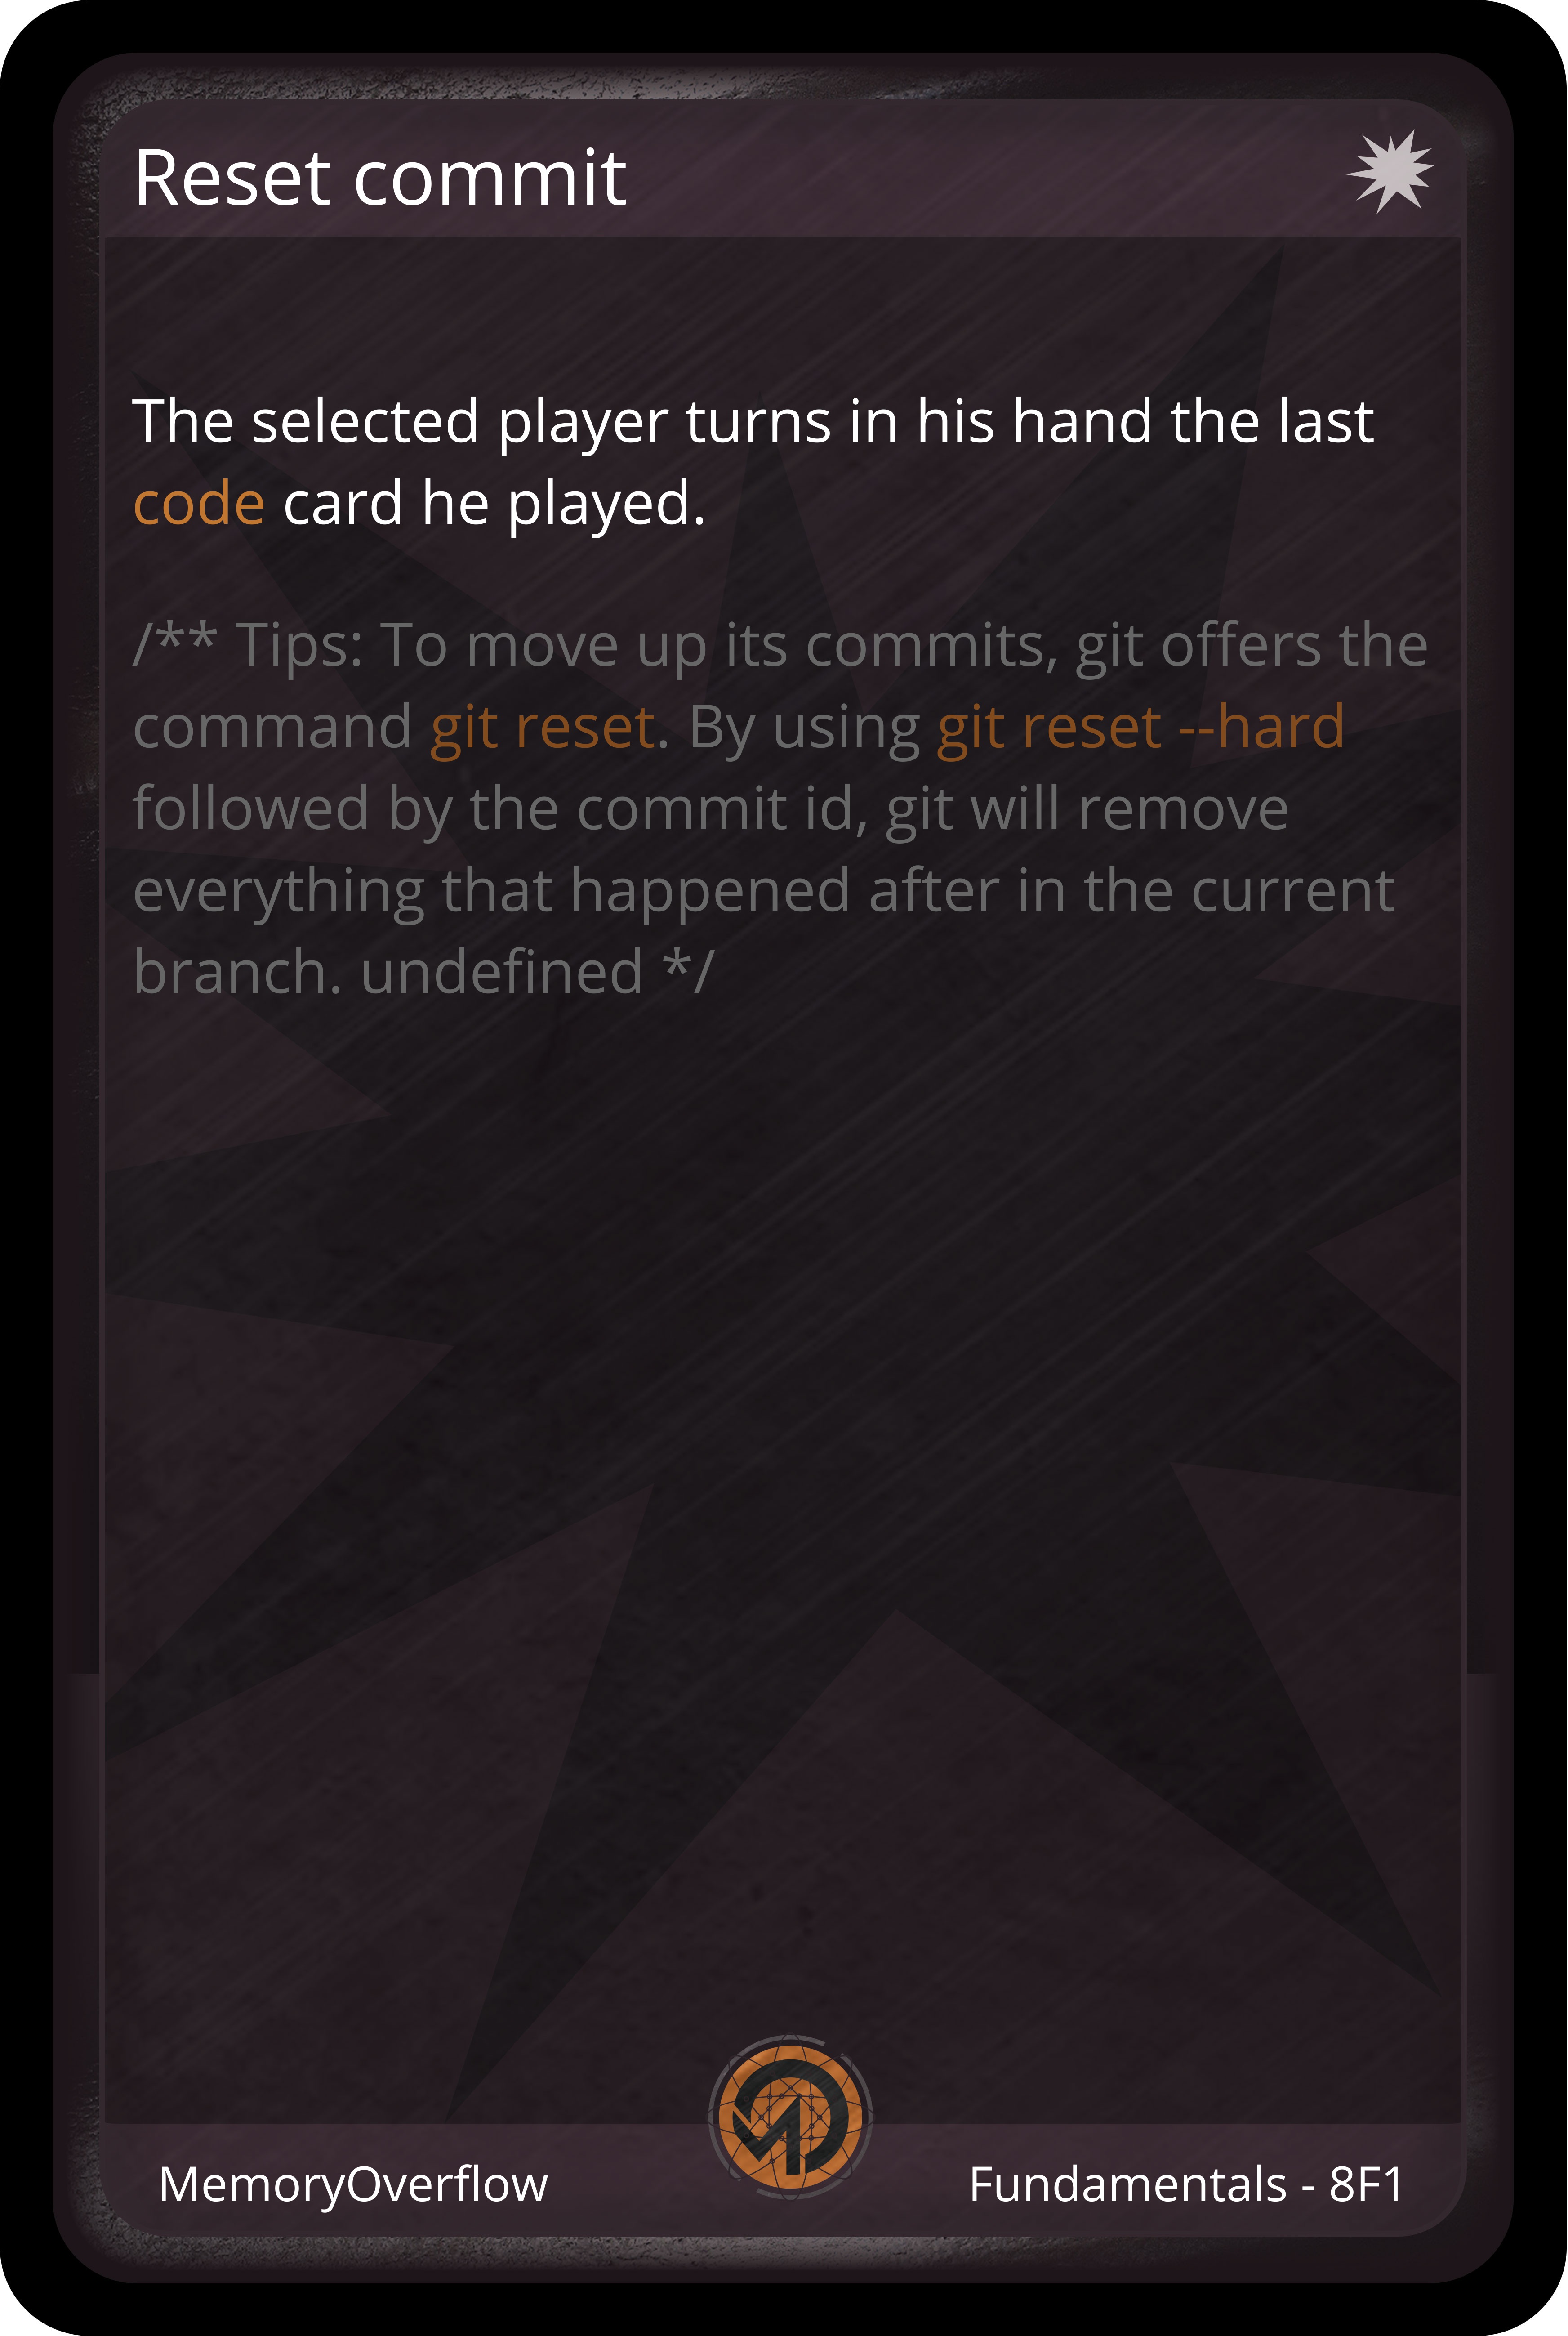 Reset commit
The selected player turns in his hand the last
code card he played.
/** Tips: To move up its commits, git offers the
command git reset. By using git reset --hard
followed by the commit id, git will remove
everything that happened after in the current
branch. undefined */
MemoryOverflow
Fundamentals - 8F1